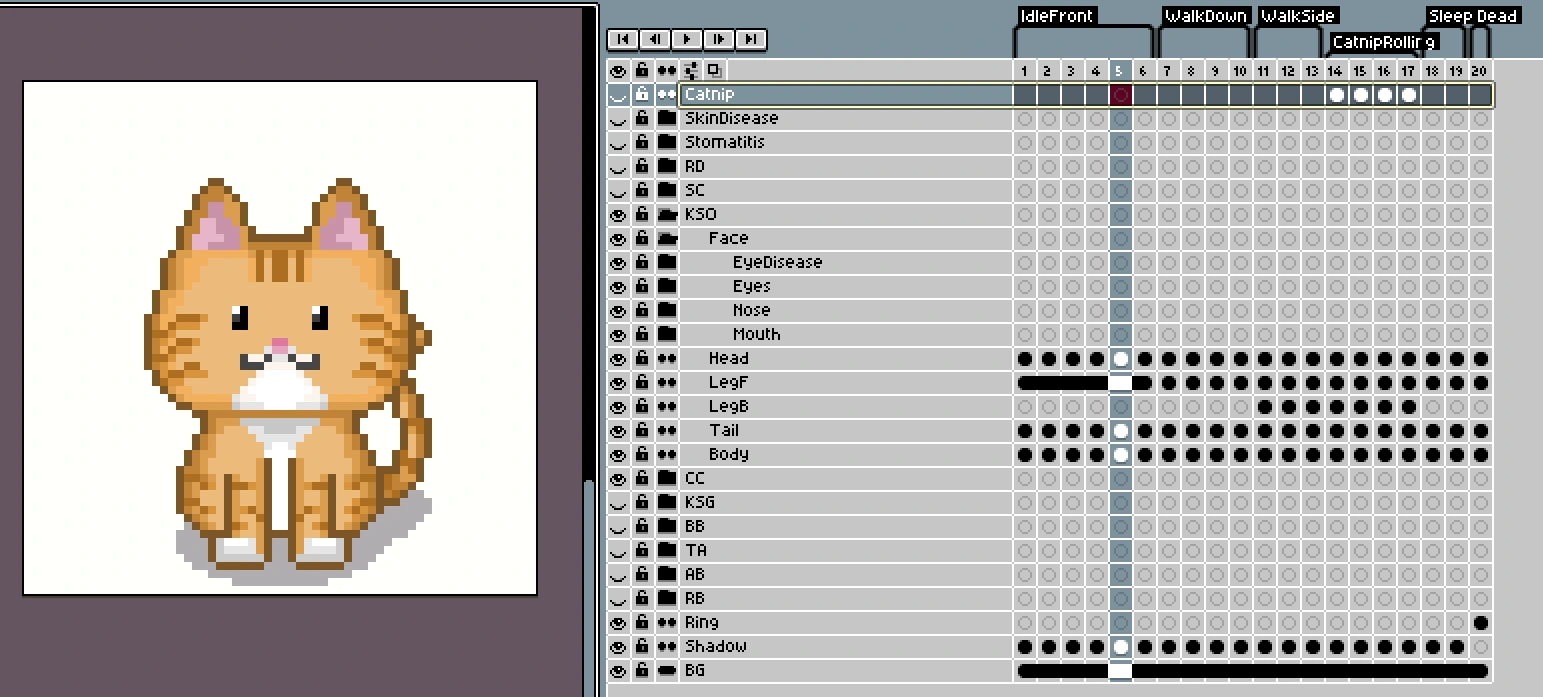 IdleFront WalkDown WalkSide Sleep Dead
CatnipRolling
1 2 3 4 5 6 7 8 9 10 11 12 13 14 15 16 17 18 19 20
Catnip
SkinDisease
Stomatitis
RD
SC
KSO
Face
EyeDisease
Eyes
Nose
Mouth
Head
LegF
LegB
Tail
Body
CC
KSG
BB
TA
AB
RB
Ring
Shadow
BG